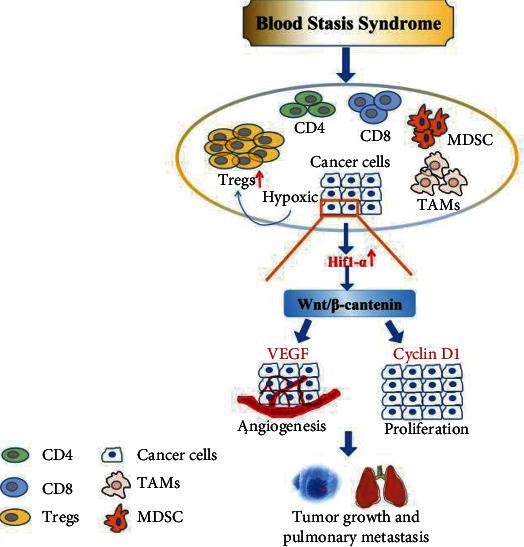 Blood Stasis Syndrome
CD4
CD8
MDSC
Cancer cells
Tregs
Hypoxic
TAMs
Hif1-α
Wnt/β-cantenin
VEGF
Cyclin D1
Angiogenesis
Proliferation
CD4
Cancer cells
CD8
TAMs
Tregs
MDSC
Tumor growth and
pulmonary metastasis